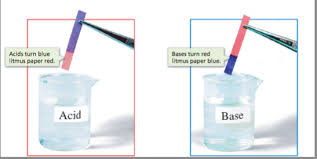 Acids turn blue
litmus paper red.
Acid
Bases turn red
litmus paper blue.
Base